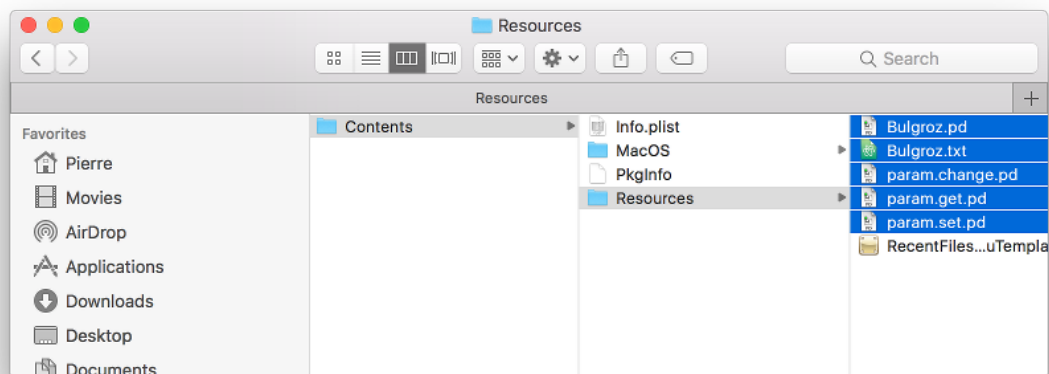 Resources
Search
Resources
Favorites
Pierre
Movies
AirDrop
Applications
Downloads
Desktop
Documents
Contents
Info.plist
MacOS
PkgInfo
Resources
Bulgroz.pd
Bulgroz.txt
param.change.pd
param.get.pd
param.set.pd
RecentFiles...uTempla